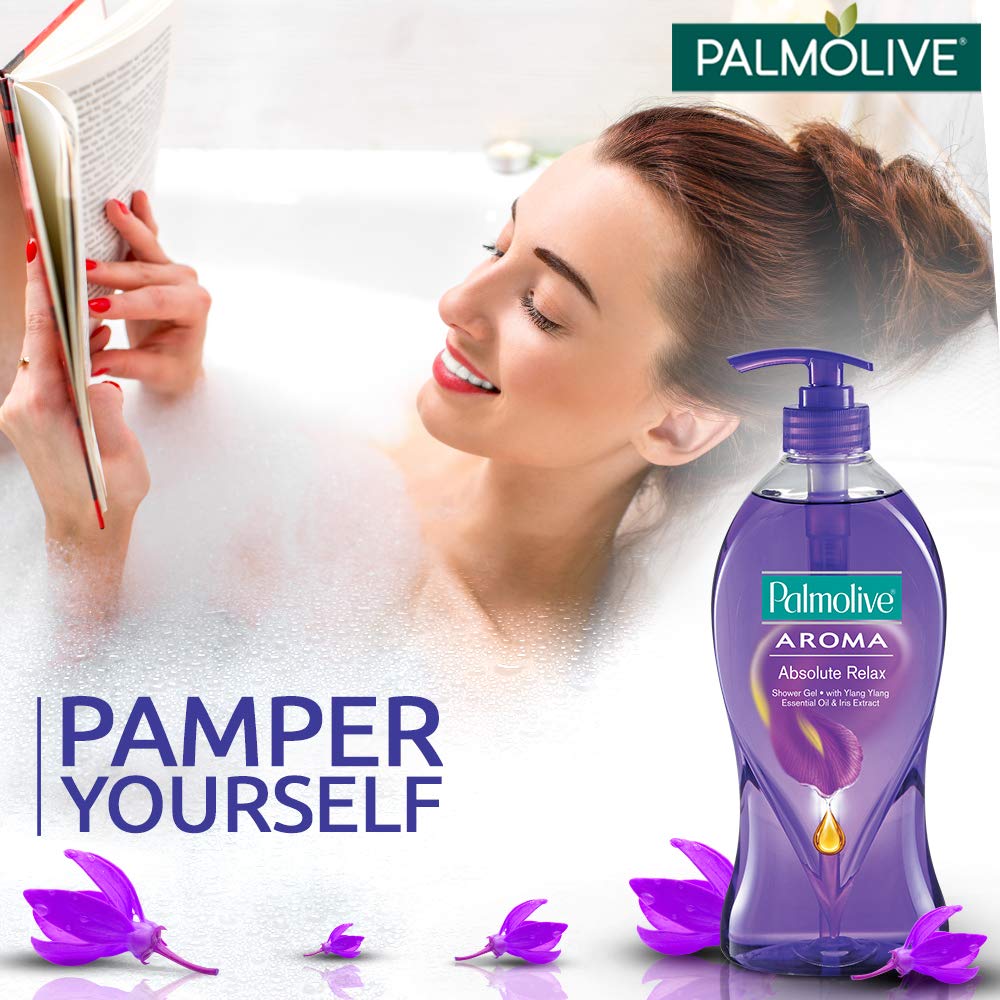 PALMOLIVE®
Palmolive®
AROMA
Absolute Relax
Shower Gel • with Ylang Ylang
Essential Oil & Iris Extract
PAMPER
YOURSELF